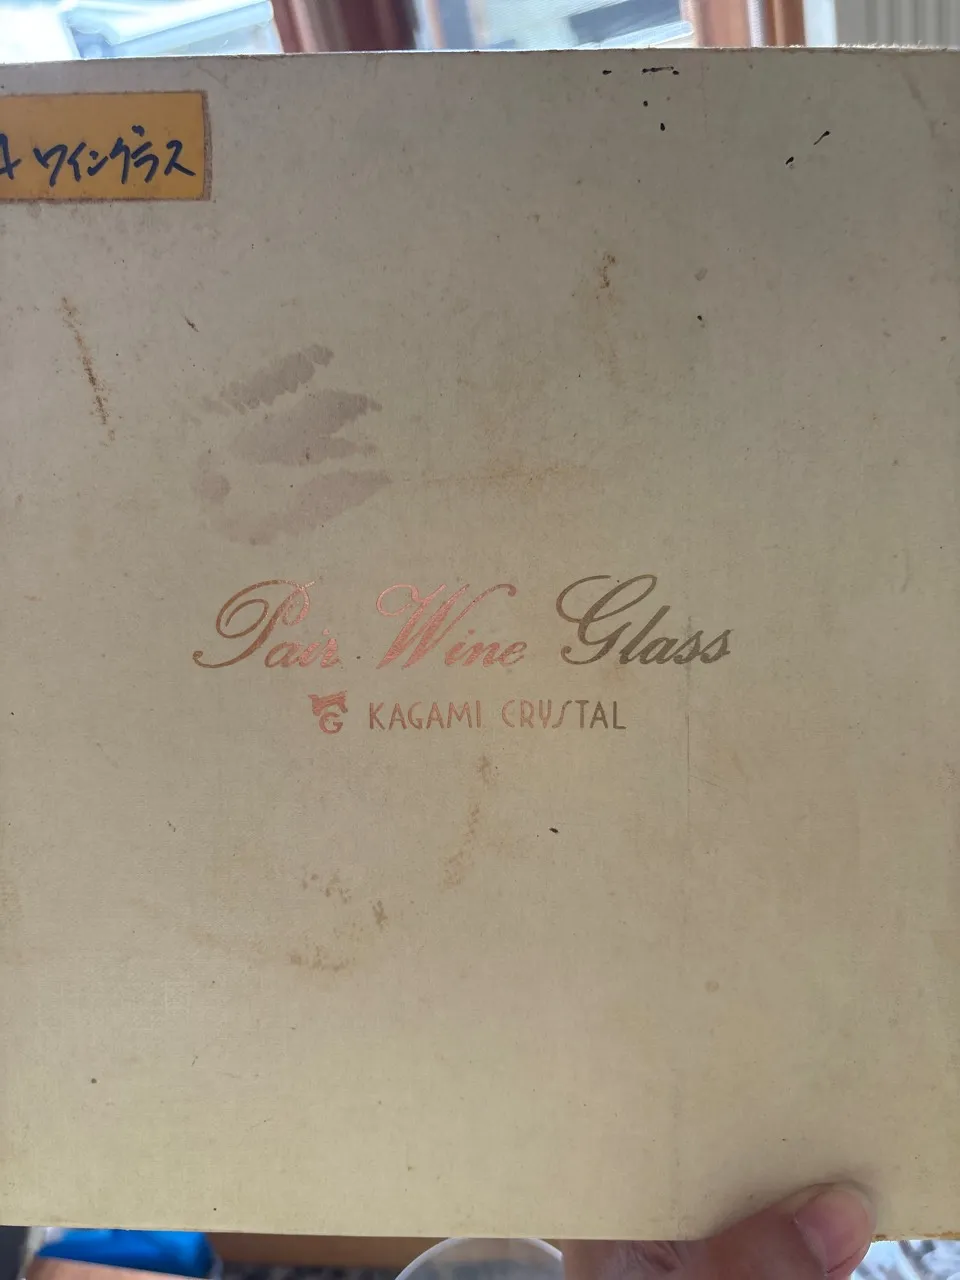 ワイングラス
Pair Wine Glass
KAGAMI CRYSTAL